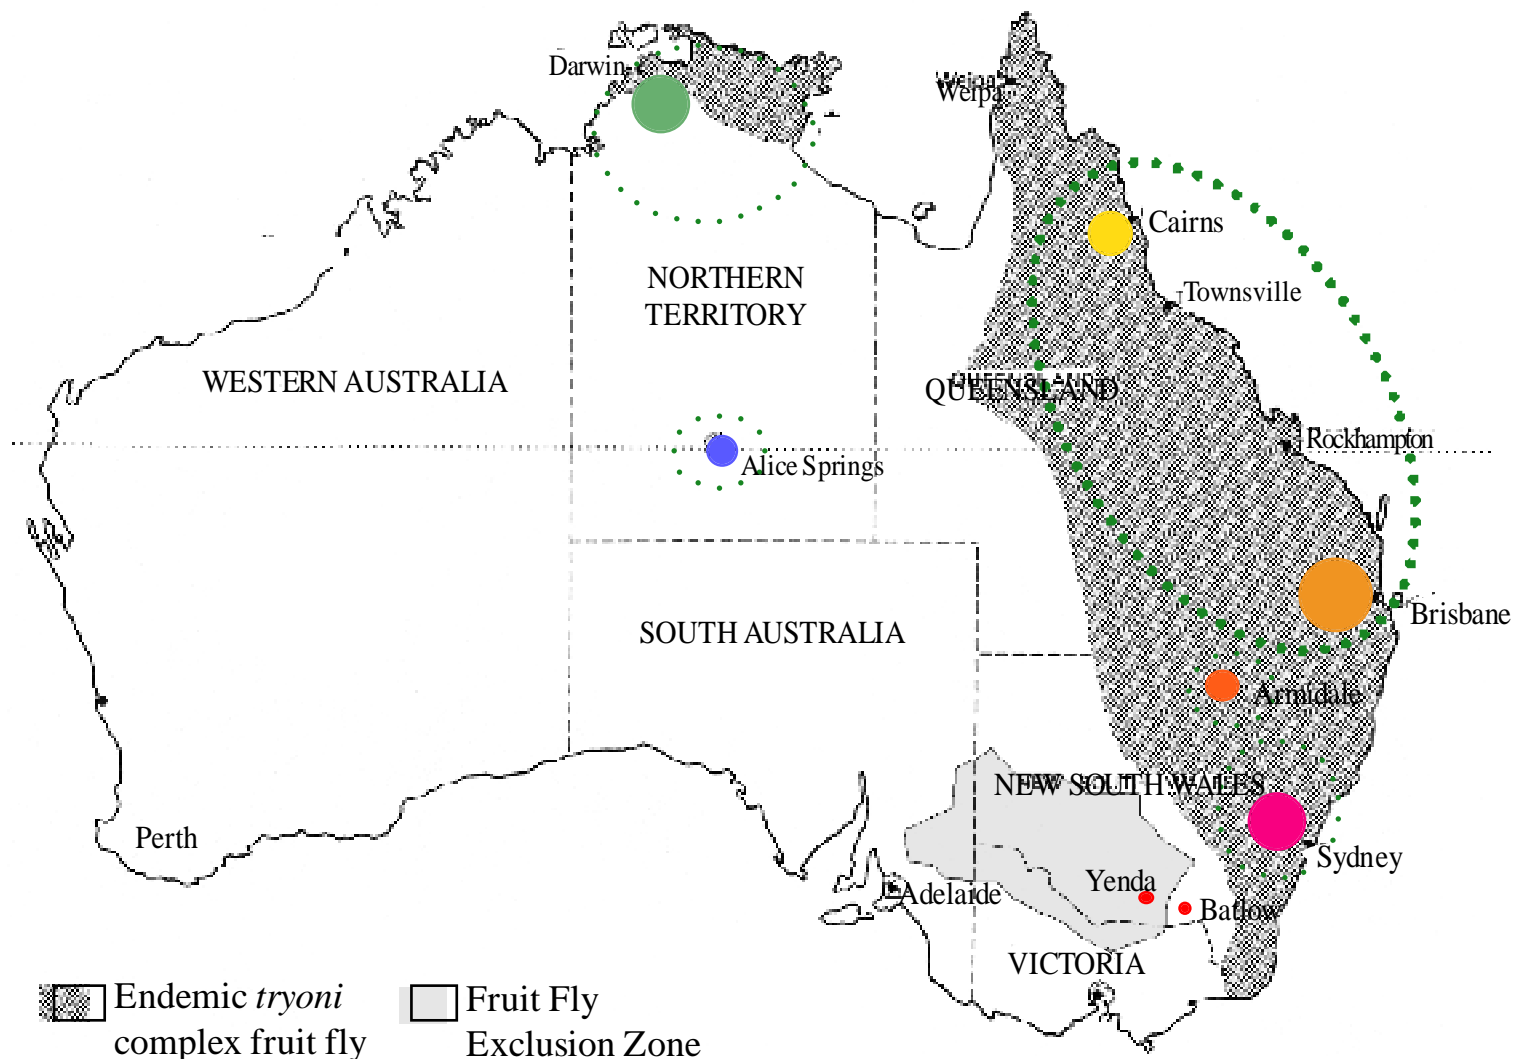 Darwin
Weipa
Cairns
NORTHERN
TERRITORY
Townsville
WESTERN AUSTRALIA
QUEENSLAND
Rockhampton
Alice Springs
Brisbane
SOUTH AUSTRALIA
Armidale
NEW SOUTH WALES
Perth
Sydney
Yenda
Adelaide
Batlow
VICTORIA
Endemic tryoni
complex fruit fly
Fruit Fly
Exclusion Zone